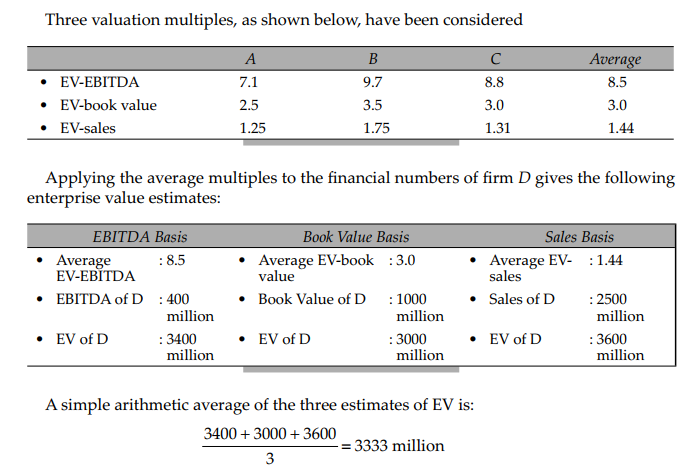 Three valuation multiples, as shown below, have been considered
A B C Average
• EV-EBITDA 7.1 9.7 8.8 8.5
• EV-book value 2.5 3.5 3.0 3.0
• EV-sales 1.25 1.75 1.31 1.44
Applying the average multiples to the financial numbers of firm D gives the following
enterprise value estimates:
EBITDA Basis Book Value Basis Sales Basis
• Average : 8.5 • Average EV-book : 3.0 • Average EV- : 1.44
EV-EBITDA value sales
• EBITDA of D : 400 • Book Value of D : 1000 • Sales of D : 2500
million million million
• EV of D : 3400 • EV of D : 3000 • EV of D : 3600
million million million
A simple arithmetic average of the three estimates of EV is:
3400 + 3000 + 3600
= 3333 million
3